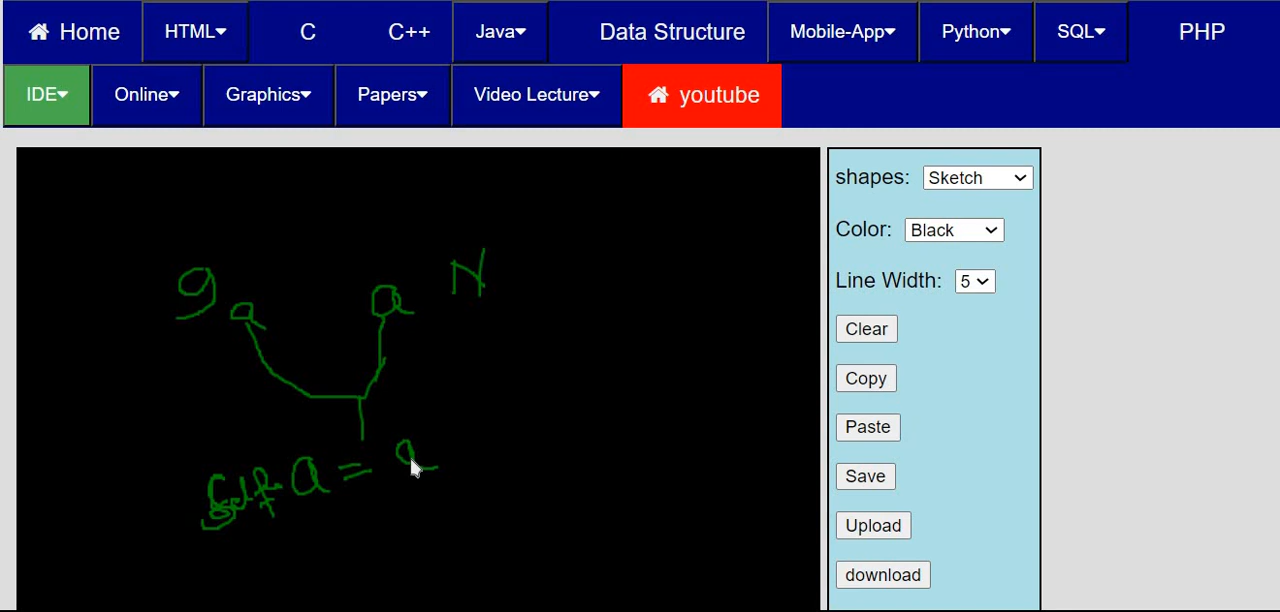 Home HTML C C++ Java Data Structure Mobile-App Python SQL PHP
IDE Online Graphics Papers Video Lecture youtube
shapes: Sketch
Color: Black
Line Width: 5
Clear
Copy
Paste
Save
Upload
download
9 a a N
self. a = a